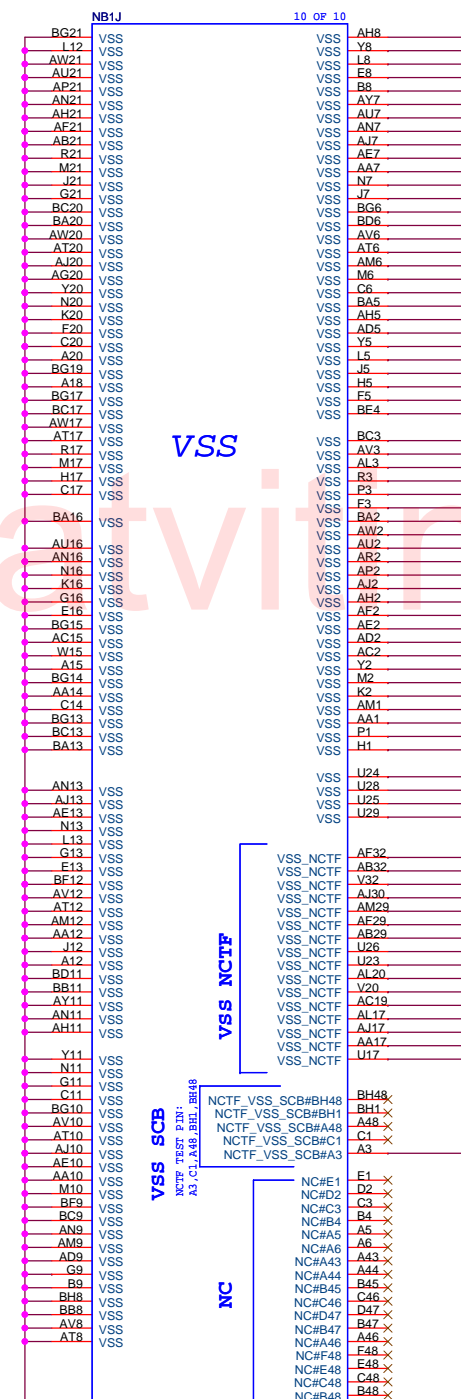 NB1J
10 OF 10
BG21 VSS
L12 VSS
AW21 VSS
AU21 VSS
AP21 VSS
AN21 VSS
AH21 VSS
AF21 VSS
AB21 VSS
R21 VSS
M21 VSS
J21 VSS
G21 VSS
BC20 VSS
BA20 VSS
AW20 VSS
AT20 VSS
AJ20 VSS
AG20 VSS
Y20 VSS
N20 VSS
K20 VSS
F20 VSS
C20 VSS
A20 VSS
BG19 VSS
A18 VSS
BG17 VSS
BC17 VSS
AW17 VSS
AT17 VSS
R17 VSS
M17 VSS
H17 VSS
C17 VSS
BA16 VSS
AU16 VSS
AN16 VSS
N16 VSS
K16 VSS
G16 VSS
E16 VSS
BG15 VSS
AC15 VSS
W15 VSS
A15 VSS
BG14 VSS
AA14 VSS
C14 VSS
BG13 VSS
BC13 VSS
BA13 VSS
AN13 VSS
AJ13 VSS
AE13 VSS
N13 VSS
L13 VSS
G13 VSS
E13 VSS
BF12 VSS
AV12 VSS
AT12 VSS
AM12 VSS
AA12 VSS
J12 VSS
A12 VSS
BD11 VSS
BB11 VSS
AY11 VSS
AN11 VSS
AH11 VSS
Y11 VSS
N11 VSS
G11 VSS
C11 VSS
BG10 VSS
AV10 VSS
AT10 VSS
AJ10 VSS
AE10 VSS
AA10 VSS
M10 VSS
BF9 VSS
BC9 VSS
AN9 VSS
AM9 VSS
AD9 VSS
G9 VSS
B9 VSS
BH8 VSS
BB8 VSS
AV8 VSS
AT8 VSS
VSS
atvitr
VSS NCTF
VSS SCB
NCTF TEST PIN:
A3,C1,A48,BH1,BH48
NC
VSS AH8
VSS Y8
VSS L8
VSS E8
VSS B8
VSS AY7
VSS AU7
VSS AN7
VSS AJ7
VSS AE7
VSS AA7
VSS N7
VSS J7
VSS BG6
VSS BD6
VSS AV6
VSS AT6
VSS AM6
VSS M6
VSS C6
VSS BA5
VSS AH5
VSS AD5
VSS Y5
VSS L5
VSS J5
VSS H5
VSS F5
VSS BE4
VSS BC3
VSS AV3
VSS AL3
VSS R3
VSS P3
VSS F3
VSS BA2
VSS AW2
VSS AU2
VSS AR2
VSS AP2
VSS AJ2
VSS AH2
VSS AF2
VSS AE2
VSS AD2
VSS AC2
VSS Y2
VSS M2
VSS K2
VSS AM1
VSS AA1
VSS P1
VSS H1
VSS U24
VSS U28
VSS U25
VSS U29
VSS_NCTF AF32
VSS_NCTF AB32
VSS_NCTF V32
VSS_NCTF AJ30
VSS_NCTF AM29
VSS_NCTF AF29
VSS_NCTF AB29
VSS_NCTF U26
VSS_NCTF U23
VSS_NCTF AL20
VSS_NCTF V20
VSS_NCTF AC19
VSS_NCTF AL17
VSS_NCTF AJ17
VSS_NCTF AA17
VSS_NCTF U17
NCTF_VSS_SCB#BH48 BH48
NCTF_VSS_SCB#BH1 BH1
NCTF_VSS_SCB#A48 A48
NCTF_VSS_SCB#C1 C1
NCTF_VSS_SCB#A3 A3
NC#E1 E1
NC#D2 D2
NC#C3 C3
NC#B4 B4
NC#A5 A5
NC#A6 A6
NC#A43 A43
NC#A44 A44
NC#B45 B45
NC#C46 C46
NC#D47 D47
NC#B47 B47
NC#A46 A46
NC#F48 F48
NC#E48 E48
NC#C48 C48
NC#B48 B48